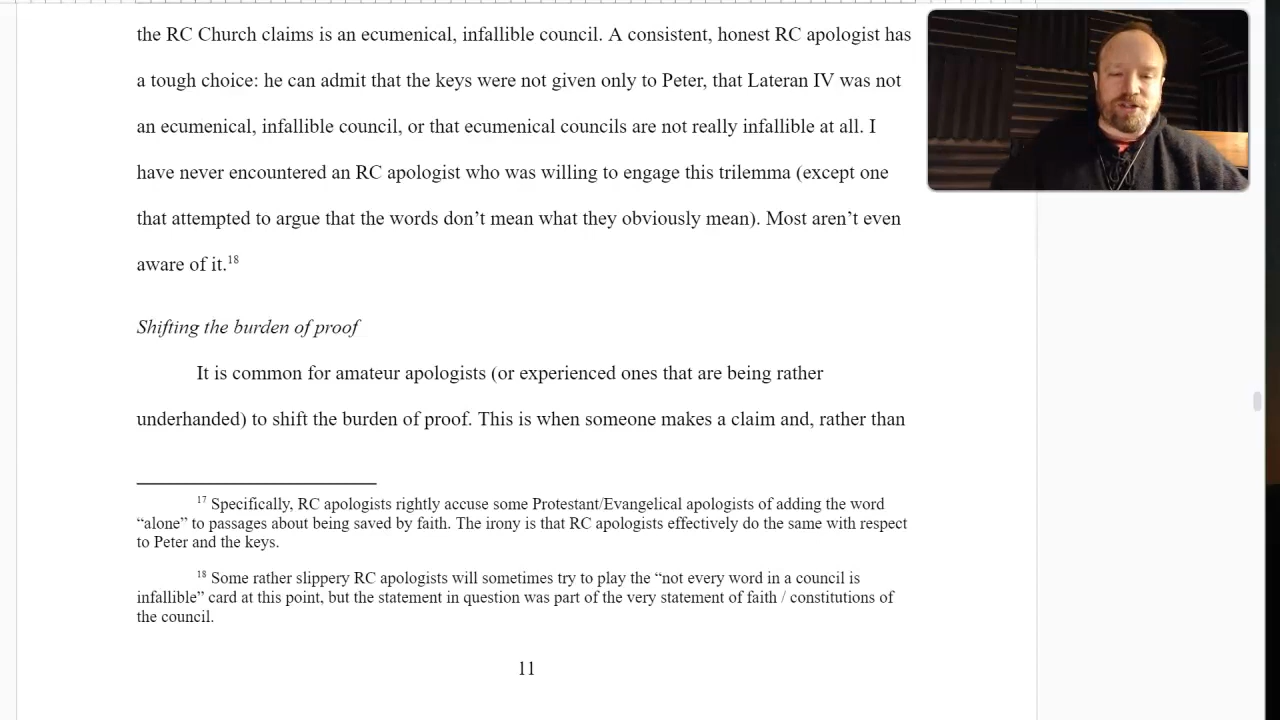 the RC Church claims is an ecumenical, infallible council. A consistent, honest RC apologist has
a tough choice: he can admit that the keys were not given only to Peter, that Lateran IV was not
an ecumenical, infallible council, or that ecumenical councils are not really infallible at all. I
have never encountered an RC apologist who was willing to engage this trilemma (except one
that attempted to argue that the words don’t mean what they obviously mean). Most aren’t even
aware of it.18
Shifting the burden of proof
It is common for amateur apologists (or experienced ones that are being rather
underhanded) to shift the burden of proof. This is when someone makes a claim and, rather than
17 Specifically, RC apologists rightly accuse some Protestant/Evangelical apologists of adding the word
“alone” to passages about being saved by faith. The irony is that RC apologists effectively do the same with respect
to Peter and the keys.
18 Some rather slippery RC apologists will sometimes try to play the “not every word in a council is
infallible” card at this point, but the statement in question was part of the very statement of faith / constitutions of
the council.
11